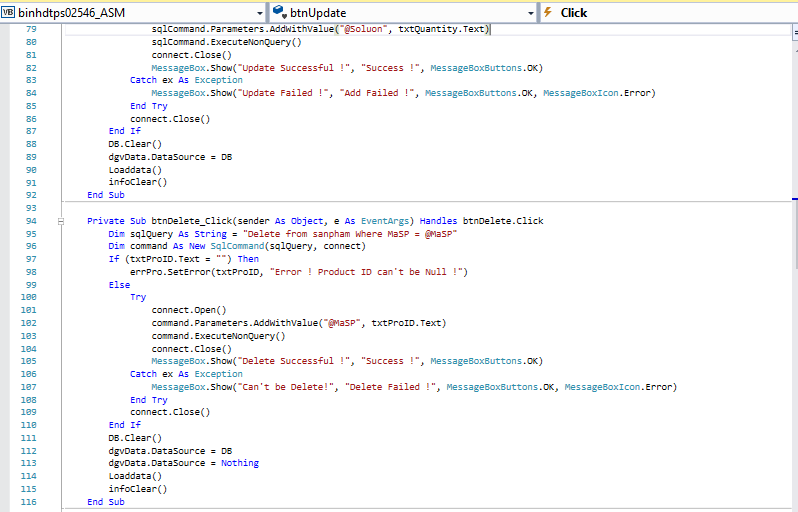 VB binhdtps02546_ASM btnUpdate Click
79 sqlCommand.Parameters.AddWithValue("@Soluon", txtQuantity.Text)
80 sqlCommand.ExecuteNonQuery()
81 connect.Close()
82 MessageBox.Show("Update Successful !", "Success !", MessageBoxButtons.OK)
83 Catch ex As Exception
84 MessageBox.Show("Update Failed !", "Add Failed !", MessageBoxButtons.OK, MessageBoxIcon.Error)
85 End Try
86 connect.Close()
87 End If
88 DB.Clear()
89 dgvData.DataSource = DB
90 Loaddata()
91 infoClear()
92 End Sub
93
94 Private Sub btnDelete_Click(sender As Object, e As EventArgs) Handles btnDelete.Click
95 Dim sqlQuery As String = "Delete from sanpham Where MaSP = @MaSP"
96 Dim command As New SqlCommand(sqlQuery, connect)
97 If (txtProID.Text = "") Then
98 errPro.SetError(txtProID, "Error ! Product ID can't be Null !")
99 Else
100 Try
101 connect.Open()
102 command.Parameters.AddWithValue("@MaSP", txtProID.Text)
103 command.ExecuteNonQuery()
104 connect.Close()
105 MessageBox.Show("Delete Successful !", "Success !", MessageBoxButtons.OK)
106 Catch ex As Exception
107 MessageBox.Show("Can't be Delete!", "Delete Failed !", MessageBoxButtons.OK, MessageBoxIcon.Error)
108 End Try
109 connect.Close()
110 End If
111 DB.Clear()
112 dgvData.DataSource = DB
113 dgvData.DataSource = Nothing
114 Loaddata()
115 infoClear()
116 End Sub